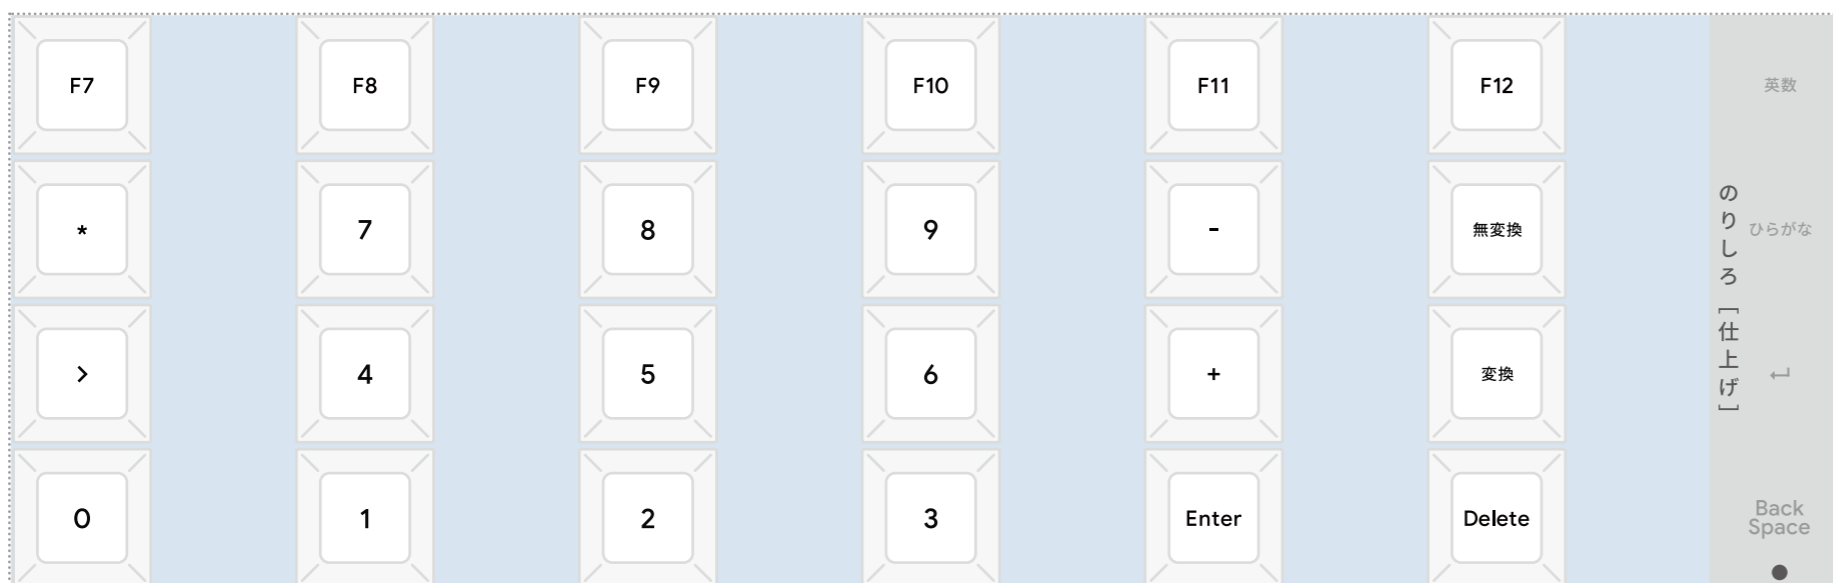 F7 F8 F9 F10 F11 F12 英数
* 7 8 9 - 無変換 ひらがな
> 4 5 6 + 変換 ↵
0 1 2 3 Enter Delete Back Space
のりしろ［仕上げ］